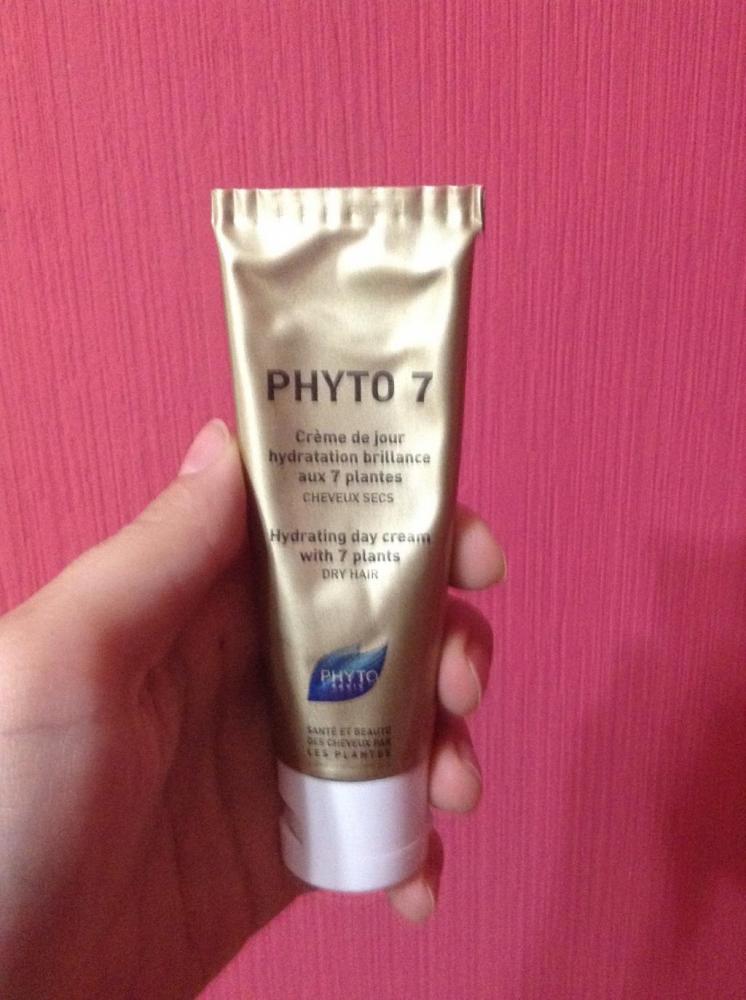 PHYTO 7
Crème de jour
hydratation brillance
aux 7 plantes
CHEVEUX SECS
Hydrating day cream
with 7 plants
DRY HAIR
PHYTO
PARIS
SANTÉ ET BEAUTÉ
DES CHEVEUX PAR
LES PLANTES